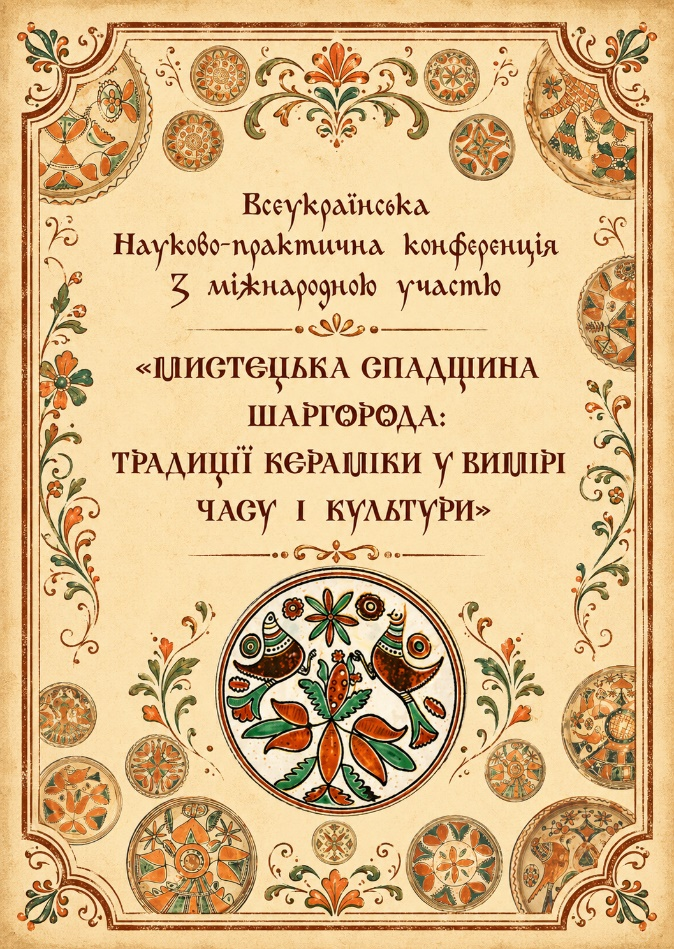 Всеукраїнська
Науково-практична конференція
З міжнародною участю
«МИСТЕЦЬКА СПАДЩИНА
ШАРГОРОДА:
ТРАДИЦІЇ КЕРАМІКИ У ВИМІРІ
ЧАСУ І КУЛЬТУРИ»